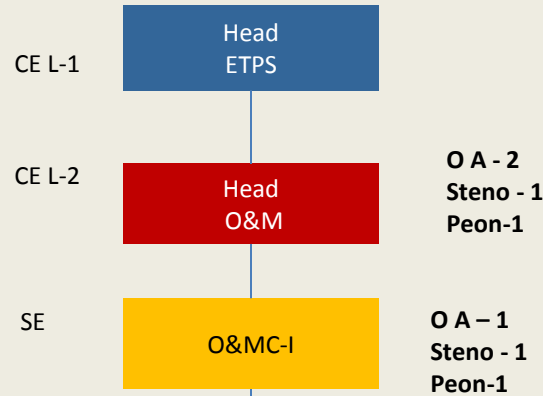 Head
ETPS
CE L-1
CE L-2
Head
O&M
O A - 2
Steno - 1
Peon-1
SE
O&MC-I
O A – 1
Steno - 1
Peon-1